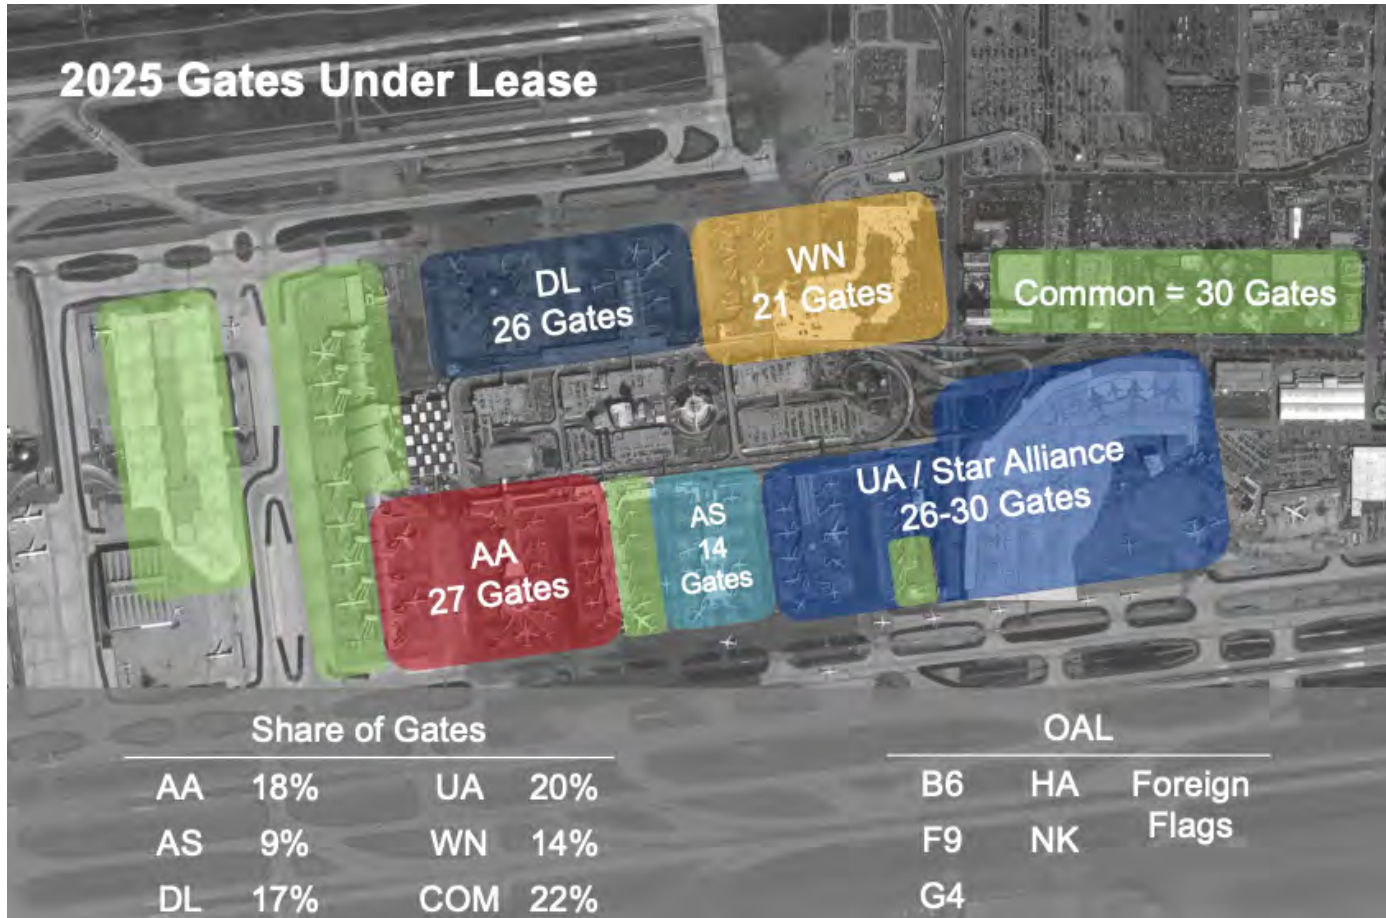 2025 Gates Under Lease
DL
26 Gates
WN
21 Gates
Common = 30 Gates
UA / Star Alliance
26-30 Gates
AS
14
Gates
AA
27 Gates
Share of Gates
AA 18% UA 20%
AS 9% WN 14%
DL 17% COM 22%
OAL
B6 HA Foreign
Flags
F9 NK
G4